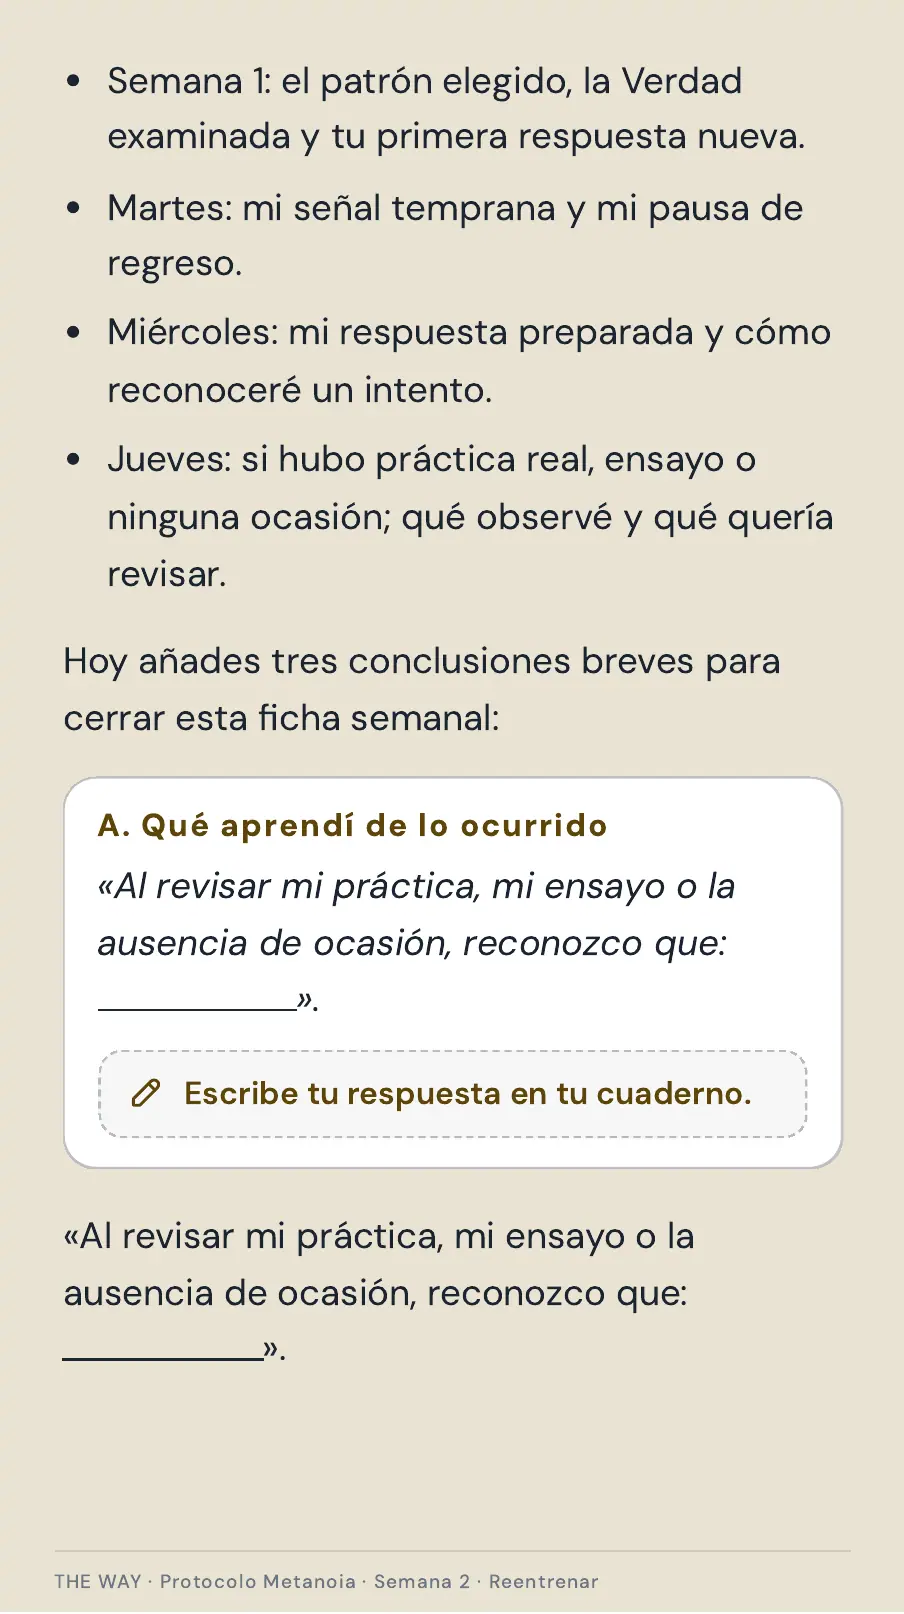 • Semana 1: el patrón elegido, la Verdad
examinada y tu primera respuesta nueva.
• Martes: mi señal temprana y mi pausa de
regreso.
• Miércoles: mi respuesta preparada y cómo
reconoceré un intento.
• Jueves: si hubo práctica real, ensayo o
ninguna ocasión; qué observé y qué quería
revisar.
Hoy añades tres conclusiones breves para
cerrar esta ficha semanal:
A. Qué aprendí de lo ocurrido
«Al revisar mi práctica, mi ensayo o la
ausencia de ocasión, reconozco que:
___________».
Escribe tu respuesta en tu cuaderno.
«Al revisar mi práctica, mi ensayo o la
ausencia de ocasión, reconozco que:
___________».
THE WAY · Protocolo Metanoia · Semana 2 · Reentrenar